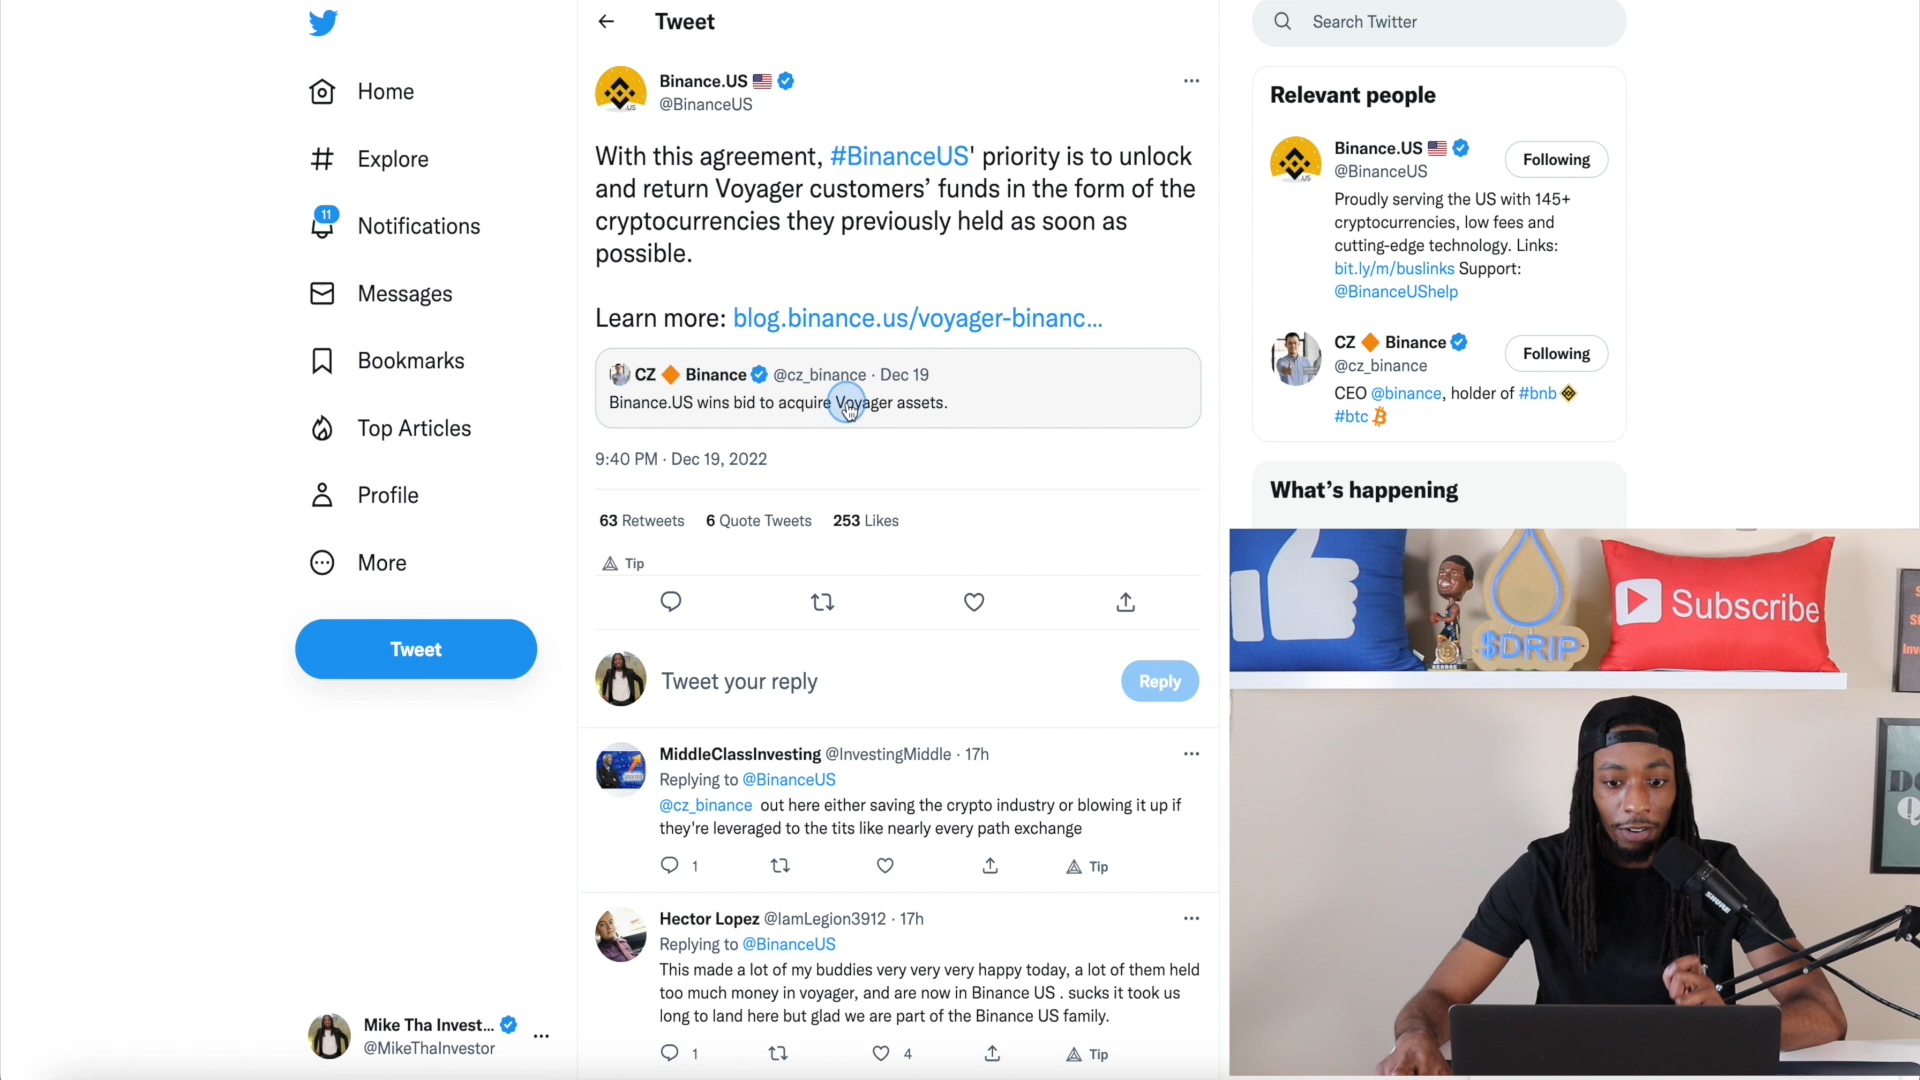 Home
Explore
11
Notifications
Messages
Bookmarks
Top Articles
Profile
More
Tweet
Mike Tha Invest...
@MikeThaInvestor
Tweet
Binance.US
@BinanceUS
With this agreement, #BinanceUS' priority is to unlock
and return Voyager customers’ funds in the form of the
cryptocurrencies they previously held as soon as
possible.
Learn more: blog.binance.us/voyager-binanc...
CZ Binance @cz_binance · Dec 19
Binance.US wins bid to acquire Voyager assets.
9:40 PM · Dec 19, 2022
63 Retweets 6 Quote Tweets 253 Likes
Tip
Tweet your reply
Reply
MiddleClassInvesting @InvestingMiddle · 17h
Replying to @BinanceUS
@cz_binance out here either saving the crypto industry or blowing it up if
they're leveraged to the tits like nearly every path exchange
1 Tip
Hector Lopez @IamLegion3912 · 17h
Replying to @BinanceUS
This made a lot of my buddies very very very happy today, a lot of them held
too much money in voyager, and are now in Binance US . sucks it took us
long to land here but glad we are part of the Binance US family.
1 4 Tip
Search Twitter
Relevant people
Binance.US
@BinanceUS
Following
Proudly serving the US with 145+
cryptocurrencies, low fees and
cutting-edge technology. Links:
bit.ly/m/buslinks Support:
@BinanceUShelp
CZ Binance
@cz_binance
Following
CEO @binance, holder of #bnb
#btc
What’s happening
$DRIP
GEORGE
Subscribe
SHURE